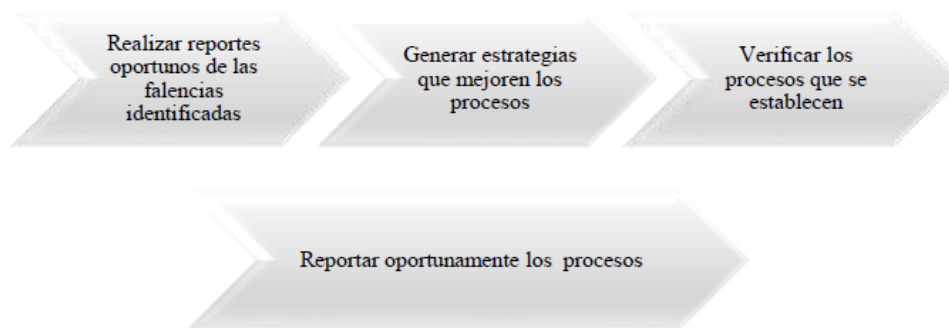 Realizar reportes
oportunos de las
falencias
identificadas
Generar estrategias
que mejoren los
procesos
Verificar los
procesos que se
establecen
Reportar oportunamente los procesos